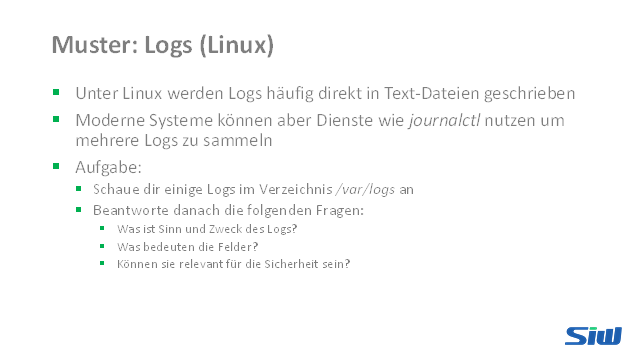 Muster: Logs (Linux)
Unter Linux werden Logs häufig direkt in Text-Dateien geschrieben
Moderne Systeme können aber Dienste wie journalctl nutzen um
mehrere Logs zu sammeln
Aufgabe:
Schaue dir einige Logs im Verzeichnis /var/logs an
Beantworte danach die folgenden Fragen:
Was ist Sinn und Zweck des Logs?
Was bedeuten die Felder?
Können sie relevant für die Sicherheit sein?
SiW